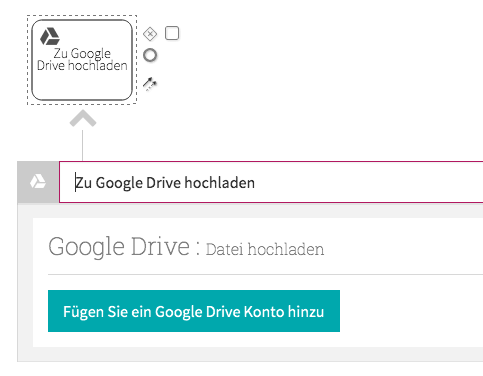 Zu Google
Drive hochladen
Zu Google Drive hochladen
Google Drive : Datei hochladen
Fügen Sie ein Google Drive Konto hinzu